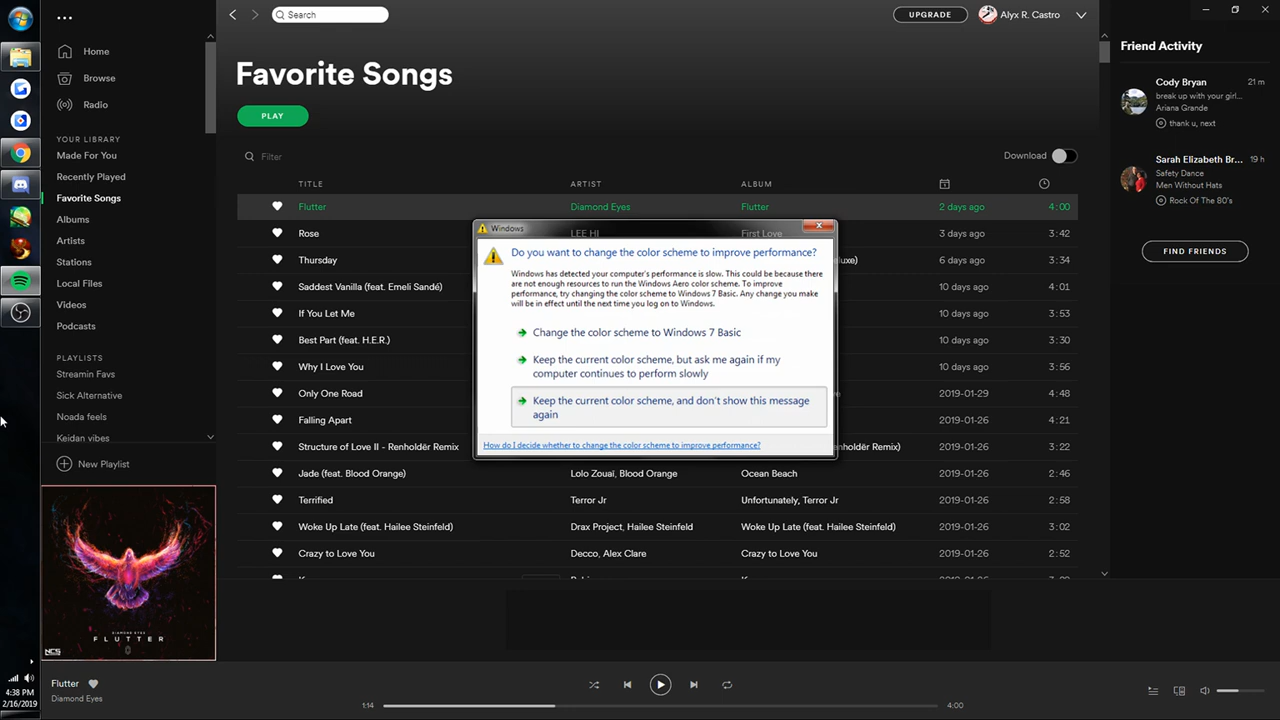 Search
UPGRADE
Alyx R. Castro
Home
Browse
Radio
YOUR LIBRARY
Made For You
Recently Played
Favorite Songs
Albums
Artists
Stations
Local Files
Videos
Podcasts
PLAYLISTS
Streamin Favs
Sick Alternative
Noada feels
Keidan vibes
New Playlist
DIAMOND EYES
FLUTTER
NCS
Favorite Songs
PLAY
Filter
Download
TITLE ARTIST ALBUM
Flutter Diamond Eyes Flutter 2 days ago 4:00
Rose LEE HI First Love 3 days ago 3:42
Thursday 6 days ago 3:34
Saddest Vanilla (feat. Emeli Sandé) 10 days ago 4:01
If You Let Me 10 days ago 3:53
Best Part (feat. H.E.R.) 10 days ago 3:30
Why I Love You 10 days ago 3:56
Only One Road 2019-01-29 4:48
Falling Apart 2019-01-26 4:21
Structure of Love II - Renholdër Remix 2019-01-26 3:22
Jade (feat. Blood Orange) Lolo Zouaï, Blood Orange Ocean Beach 2019-01-26 2:46
Terrified Terror Jr Unfortunately, Terror Jr 2019-01-26 2:58
Woke Up Late (feat. Hailee Steinfeld) Drax Project, Hailee Steinfeld Woke Up Late (feat. Hailee Steinfeld) 2019-01-26 3:02
Crazy to Love You Decco, Alex Clare Crazy to Love You 2019-01-26 2:52
Windows
Do you want to change the color scheme to improve performance?
Windows has detected your computer's performance is slow. This could be because there
are not enough resources to run the Windows Aero color scheme. To improve
performance, try changing the color scheme to Windows 7 Basic. Any change you make
will be in effect until the next time you log on to Windows.
Change the color scheme to Windows 7 Basic
Keep the current color scheme, but ask me again if my
computer continues to perform slowly
Keep the current color scheme, and don't show this message
again
How do I decide whether to change the color scheme to improve performance?
Friend Activity
Cody Bryan 21 m
break up with your girl...
Ariana Grande
thank u, next
Sarah Elizabeth Br... 19 h
Safety Dance
Men Without Hats
Rock Of The 80's
FIND FRIENDS
4:38 PM
2/16/2019
Flutter
Diamond Eyes
1:14
4:00